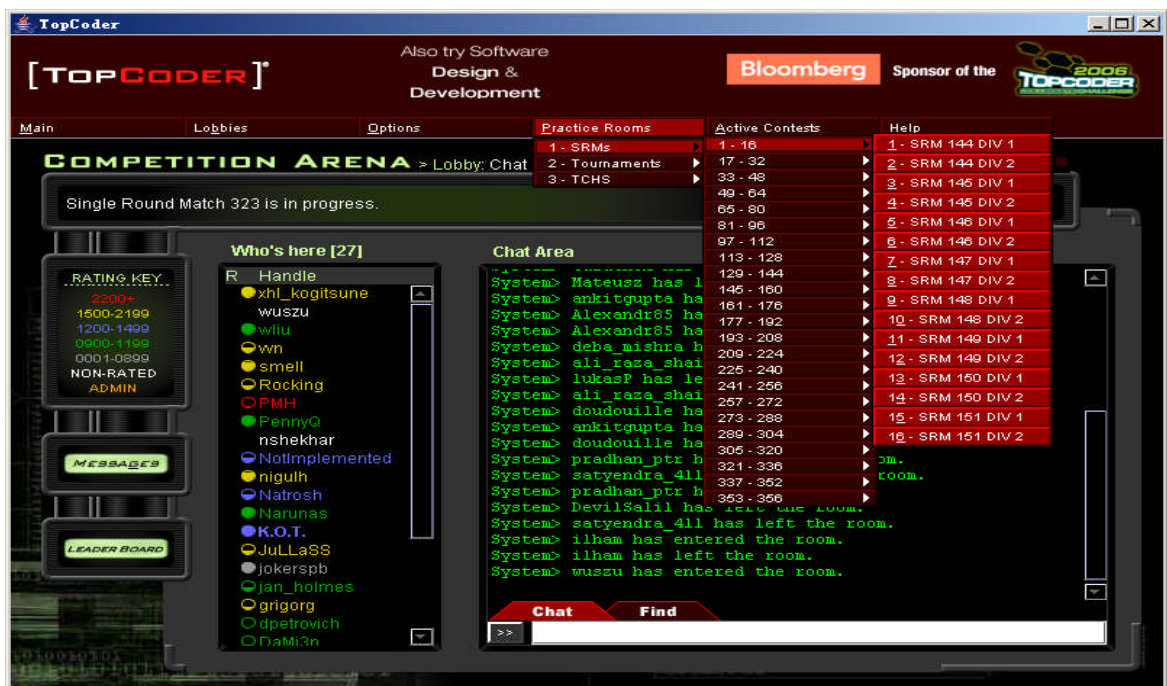 TopCoder
[TOPCODER]
Also try Software
Design &
Development
Bloomberg
Sponsor of the
2006
TOPCODER
Main
Lobbies
Options
Practice Rooms
Active Contests
Help
COMPETITION ARENA > Lobby: Chat
Single Round Match 323 is in progress.
RATING KEY
2200+
1500-2199
1200-1499
0900-1199
0001-0899
NON-RATED
ADMIN
MESSAGES
LEADER BOARD
Who's here [27]
R Handle
xhl_kogitsune
wuszu
wliu
wn
smell
Rocking
PMH
PennyQ
nshekhar
NotImplemented
nigulh
Natrosh
Narunas
K.O.T.
JuLLaSS
jokerspb
jan_holmes
grigorg
dpetrovich
DaMi3n
Chat Area
System> Mateusz has l
System> ankitgupta ha
System> Alexandr85 ha
System> Alexandr85 ha
System> deba_mishra h
System> ali_raza_shai
System> lukasP has le
System> ali_raza_shai
System> doudouille ha
System> ankitgupta ha
System> doudouille ha
System> pradhan_ptr h om.
System> satyendra_4ll room.
System> pradhan_ptr h
System> DevilSalil has left the room.
System> satyendra_4ll has left the room.
System> ilham has entered the room.
System> ilham has left the room.
System> wuszu has entered the room.
Chat
Find
>>
1 - SRMs
2 - Tournaments
3 - TCHS
1 - 16
17 - 32
33 - 48
49 - 64
65 - 80
81 - 96
97 - 112
113 - 128
129 - 144
145 - 160
161 - 176
177 - 192
193 - 208
209 - 224
225 - 240
241 - 256
257 - 272
273 - 288
289 - 304
305 - 320
321 - 336
337 - 352
353 - 356
1 - SRM 144 DIV 1
2 - SRM 144 DIV 2
3 - SRM 145 DIV 1
4 - SRM 145 DIV 2
5 - SRM 146 DIV 1
6 - SRM 146 DIV 2
7 - SRM 147 DIV 1
8 - SRM 147 DIV 2
9 - SRM 148 DIV 1
10 - SRM 148 DIV 2
11 - SRM 149 DIV 1
12 - SRM 149 DIV 2
13 - SRM 150 DIV 1
14 - SRM 150 DIV 2
15 - SRM 151 DIV 1
16 - SRM 151 DIV 2